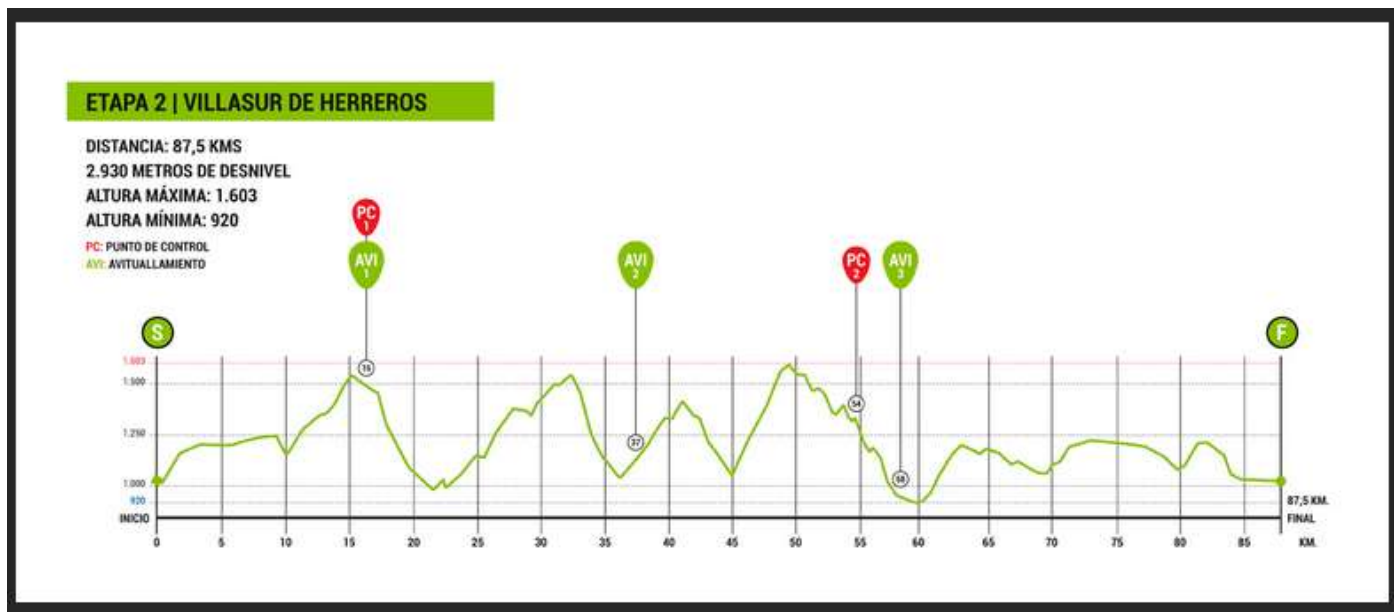 ETAPA 2 | VILLASUR DE HERREROS
DISTANCIA: 87,5 KMS
2.930 METROS DE DESNIVEL
ALTURA MÁXIMA: 1.603
ALTURA MÍNIMA: 920
PC: PUNTO DE CONTROL
AVI: AVITUALLAMIENTO
PC 1
AVI 1
AVI 2
PC 2
AVI 3
S
F
1.603
1.500
1.250
1.000
920
37
54
58
87,5 KM.
INICIO
FINAL
0 5 10 15 20 25 30 35 40 45 50 55 60 65 70 75 80 85 KM.